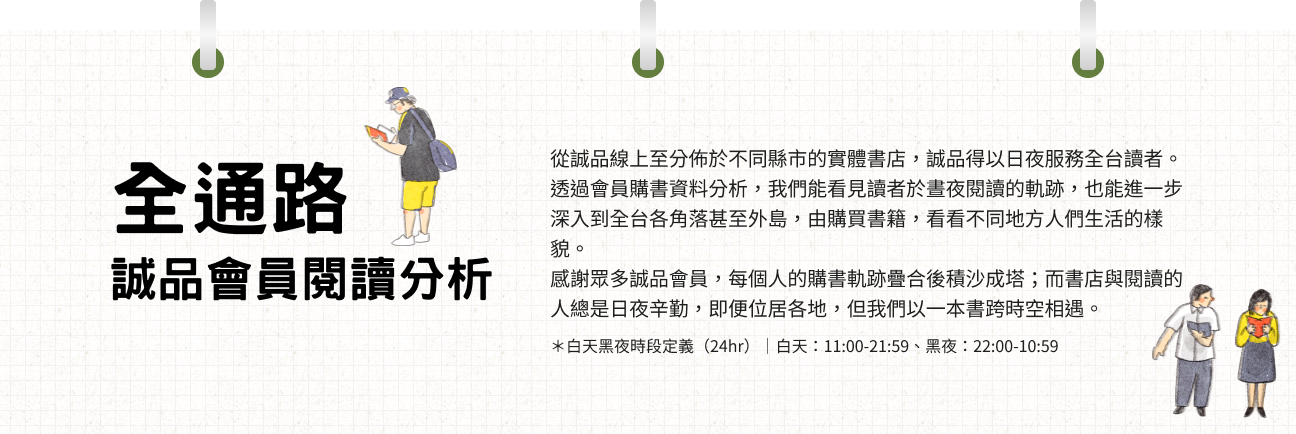 全通路
誠品會員閱讀分析
從誠品線上至分佈於不同縣市的實體書店，誠品得以日夜服務全台讀者。
透過會員購書資料分析，我們能看見讀者於晝夜閱讀的軌跡，也能進一步
深入到全台各角落甚至外島，由購買書籍，看看不同地方人們生活的樣
貌。
感謝眾多誠品會員，每個人的購書軌跡疊合後積沙成塔；而書店與閱讀的
人總是日夜辛勤，即便位居各地，但我們以一本書跨時空相遇。
＊白天黑夜時段定義（24hr）｜白天：11:00-21:59、黑夜：22:00-10:59